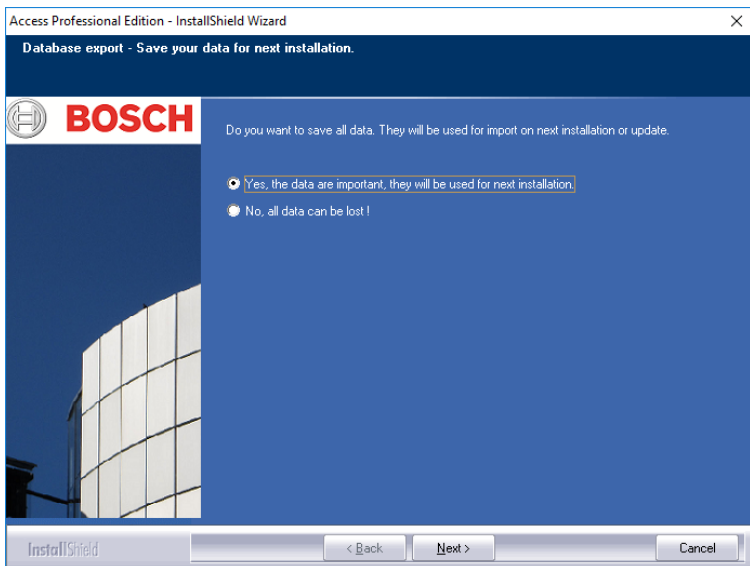 Access Professional Edition - InstallShield Wizard
Database export - Save your data for next installation.
BOSCH
Do you want to save all data. They will be used for import on next installation or update.
Yes, the data are important, they will be used for next installation.
No, all data can be lost !
InstallShield
< Back
Next >
Cancel